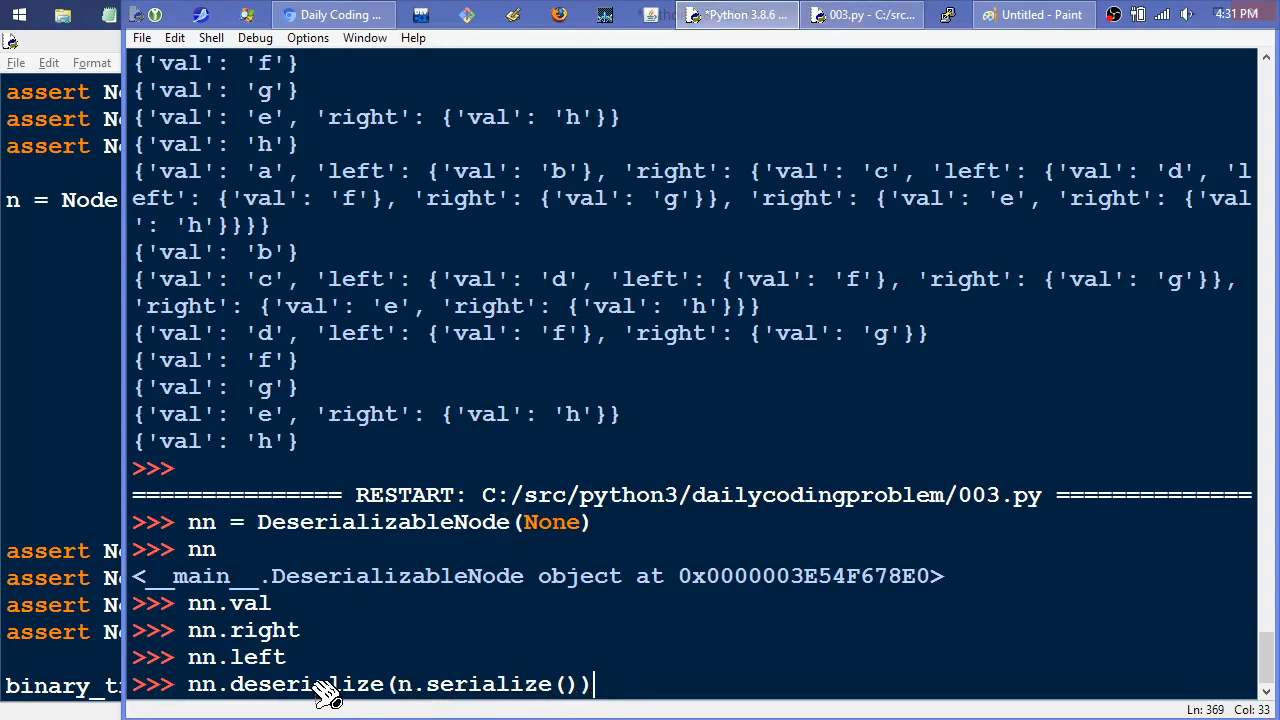 Daily Coding ...
*Python 3.8.6 ...
003.py - C:/src...
Untitled - Paint
4:31 PM
File Edit Shell Debug Options Window Help
File Edit Format
{'val': 'f'}
{'val': 'g'}
{'val': 'e', 'right': {'val': 'h'}}
{'val': 'h'}
{'val': 'a', 'left': {'val': 'b'}, 'right': {'val': 'c', 'left': {'val': 'd', 'l
eft': {'val': 'f'}, 'right': {'val': 'g'}}, 'right': {'val': 'e', 'right': {'val
': 'h'}}}}
{'val': 'b'}
{'val': 'c', 'left': {'val': 'd', 'left': {'val': 'f'}, 'right': {'val': 'g'}},
'right': {'val': 'e', 'right': {'val': 'h'}}}
{'val': 'd', 'left': {'val': 'f'}, 'right': {'val': 'g'}}
{'val': 'f'}
{'val': 'g'}
{'val': 'e', 'right': {'val': 'h'}}
{'val': 'h'}
>>>
=============== RESTART: C:/src/python3/dailycodingproblem/003.py ==============
>>> nn = DeserializableNode(None)
>>> nn
<__main__.DeserializableNode object at 0x0000003E54F678E0>
>>> nn.val
>>> nn.right
>>> nn.left
>>> nn.deserialize(n.serialize())
assert No
assert No
assert No
n = Node
assert No
assert No
assert No
assert No
Ln: 369 Col: 33